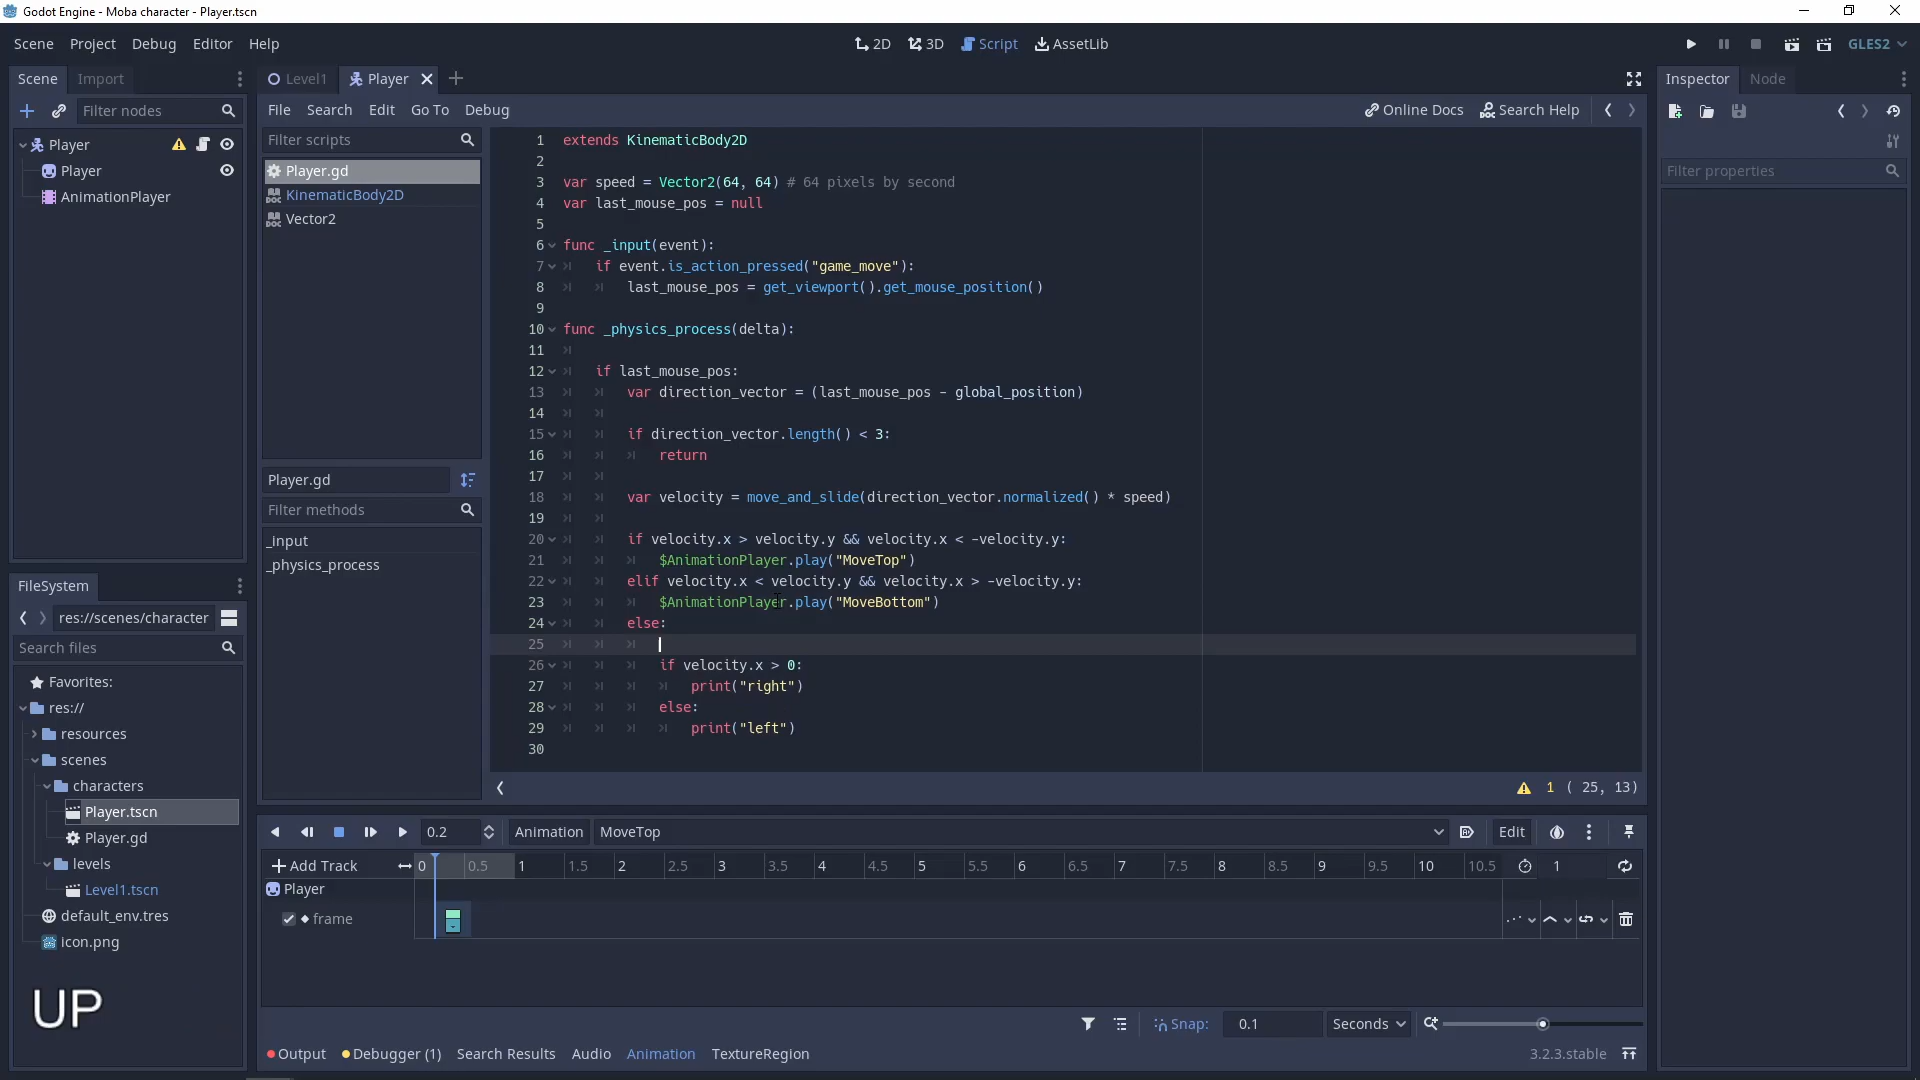 Godot Engine - Moba character - Player.tscn
Scene Project Debug Editor Help
2D 3D Script AssetLib
GLES2
Scene Import
Level1 Player
Inspector Node
Filter nodes
File Search Edit Go To Debug
Online Docs Search Help
Filter scripts
Filter properties
Player
Player
AnimationPlayer
Player.gd
KinematicBody2D
Vector2
1 extends KinematicBody2D
2
3 var speed = Vector2(64, 64) # 64 pixels by second
4 var last_mouse_pos = null
5
6 func _input(event):
7 if event.is_action_pressed("game_move"):
8 last_mouse_pos = get_viewport().get_mouse_position()
9
10 func _physics_process(delta):
11
12 if last_mouse_pos:
13 var direction_vector = (last_mouse_pos - global_position)
14
15 if direction_vector.length() < 3:
16 return
17
18 var velocity = move_and_slide(direction_vector.normalized() * speed)
19
20 if velocity.x > velocity.y && velocity.x < -velocity.y:
21 $AnimationPlayer.play("MoveTop")
22 elif velocity.x < velocity.y && velocity.x > -velocity.y:
23 $AnimationPlayer.play("MoveBottom")
24 else:
25
26 if velocity.x > 0:
27 print("right")
28 else:
29 print("left")
30
Player.gd
Filter methods
_input
_physics_process
1 ( 25, 13)
FileSystem
res://scenes/character
Search files
Favorites:
res://
resources
scenes
characters
Player.tscn
Player.gd
levels
Level1.tscn
default_env.tres
icon.png
UP
0.2 Animation MoveTop Edit
Add Track 0 0.5 1 1.5 2 2.5 3 3.5 4 4.5 5 5.5 6 6.5 7 7.5 8 8.5 9 9.5 10 10.5 1
Player
frame
Snap: 0.1 Seconds
Output Debugger (1) Search Results Audio Animation TextureRegion
3.2.3.stable